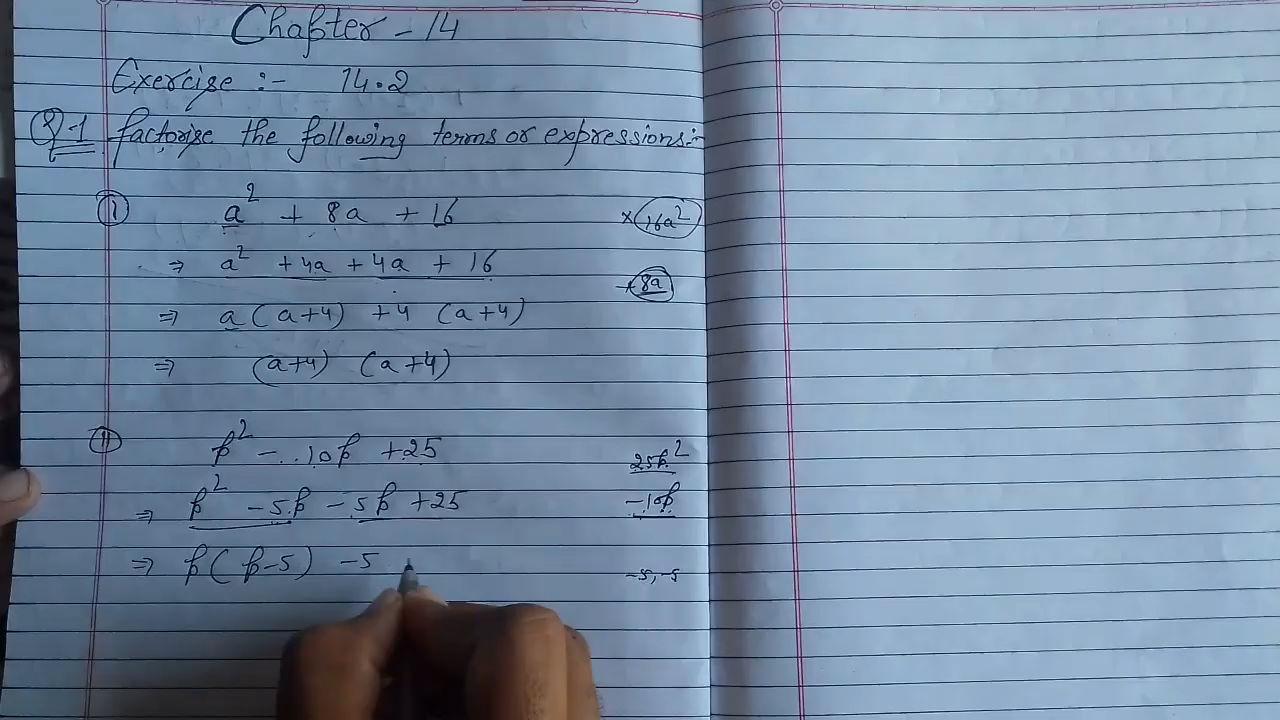 Chapter - 14
Exercise :- 14.2
Q-1 factorise the following terms or expressions:-
(i) a² + 8a + 16 × 16a²
⇒ a² + 4a + 4a + 16 + 8a
⇒ a (a+4) +4 (a+4)
⇒ (a+4) (a+4)
(ii) p² - 10p + 25 25p²
⇒ p² - 5p - 5p + 25 -10p
⇒ p (p-5) -5 -5,-5